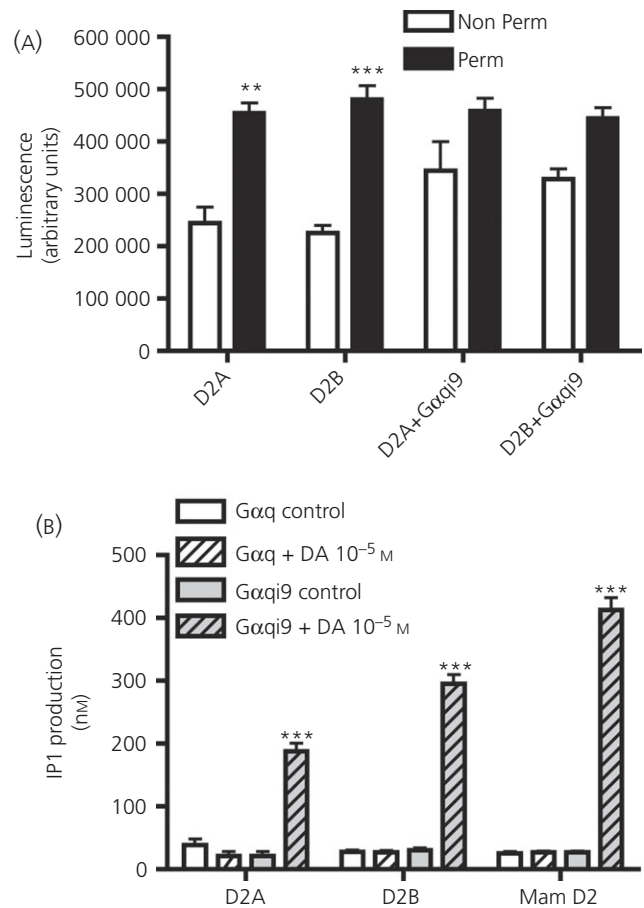 (A)
600 000
500 000
400 000
300 000
200 000
100 000
0
Luminescence
(arbitrary units)
Non Perm
Perm
**
***
D2A
D2B
D2A+Gαqi9
D2B+Gαqi9
(B)
Gαq control
Gαq + DA 10⁻⁵ M
Gαqi9 control
Gαqi9 + DA 10⁻⁵ M
500
400
300
200
100
0
IP1 production
(nM)
***
***
***
D2A D2B Mam D2